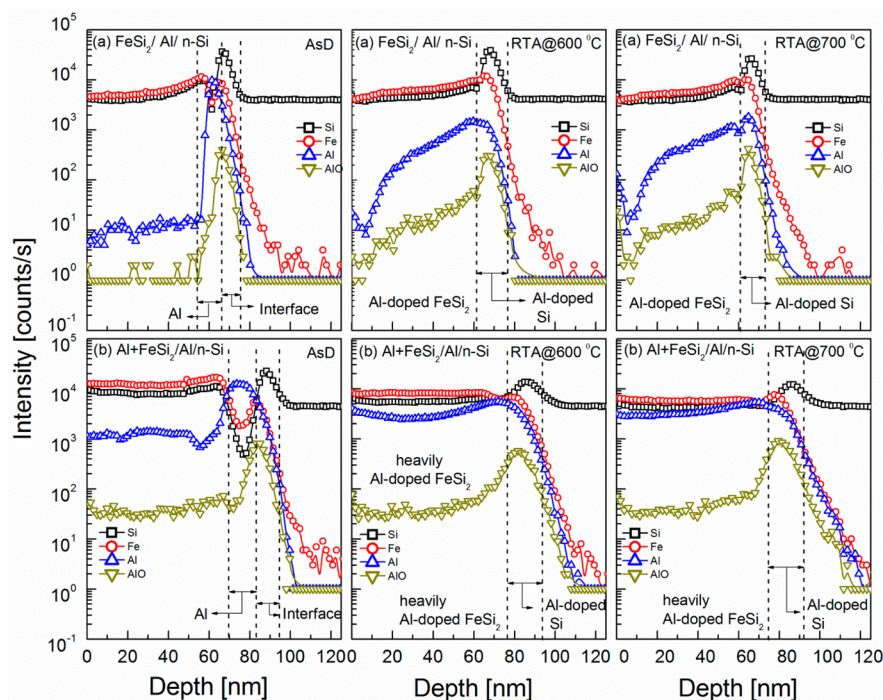 (a) FeSi2/ Al/ n-Si AsD
Si
Fe
Al
AlO
Al
Interface
(a) FeSi2/ Al/ n-Si RTA@600 °C
Si
Fe
Al
AlO
Al-doped FeSi2
Al-doped
Si
(a) FeSi2/ Al/ n-Si RTA@700 °C
Si
Fe
Al
AlO
Al-doped FeSi2
Al-doped Si
10^5
10^4
10^3
10^2
10^1
10^0
10^-1
Intensity [counts/s]
(b) Al+FeSi2/Al/n-Si AsD
Si
Fe
Al
AlO
Al
Interface
(b) Al+FeSi2/Al/n-Si RTA@600 °C
heavily
Al-doped FeSi2
Si
Fe
Al
AlO
heavily
Al-doped FeSi2
Al-doped
Si
(b) Al+FeSi2/Al/n-Si RTA@700 °C
Si
Fe
Al
AlO
heavily
Al-doped FeSi2
Al-doped
Si
10^5
10^4
10^3
10^2
10^1
10^0
10^-1
0 20 40 60 80 100 120
0 20 40 60 80 100 120
0 20 40 60 80 100 125
Depth [nm]
Depth [nm]
Depth [nm]